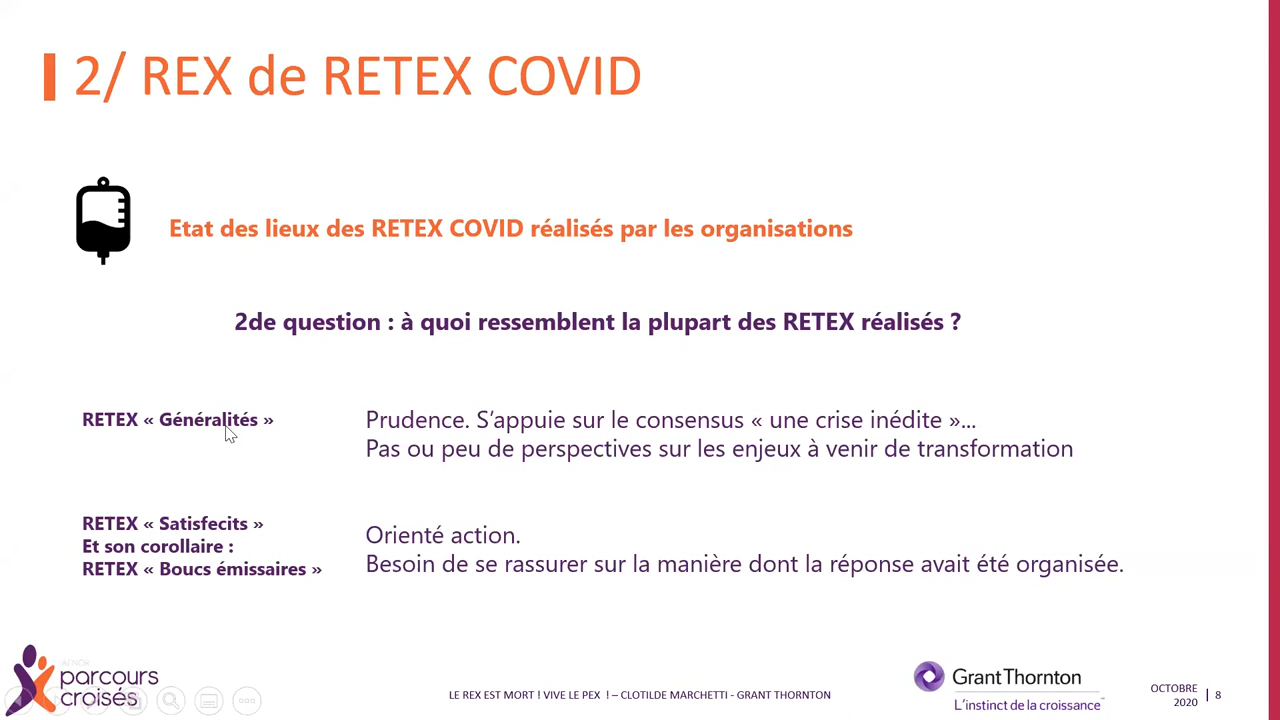 2/ REX de RETEX COVID
Etat des lieux des RETEX COVID réalisés par les organisations
2de question : à quoi ressemblent la plupart des RETEX réalisés ?
RETEX « Généralités »
Prudence. S’appuie sur le consensus « une crise inédite »...
Pas ou peu de perspectives sur les enjeux à venir de transformation
RETEX « Satisfecits »
Et son corollaire :
RETEX « Boucs émissaires »
Orienté action.
Besoin de se rassurer sur la manière dont la réponse avait été organisée.
AFNOR
parcours
croisés
LE REX EST MORT ! VIVE LE PEX ! – CLOTILDE MARCHETTI - GRANT THORNTON
Grant Thornton
L’instinct de la croissance
OCTOBRE
2020
8